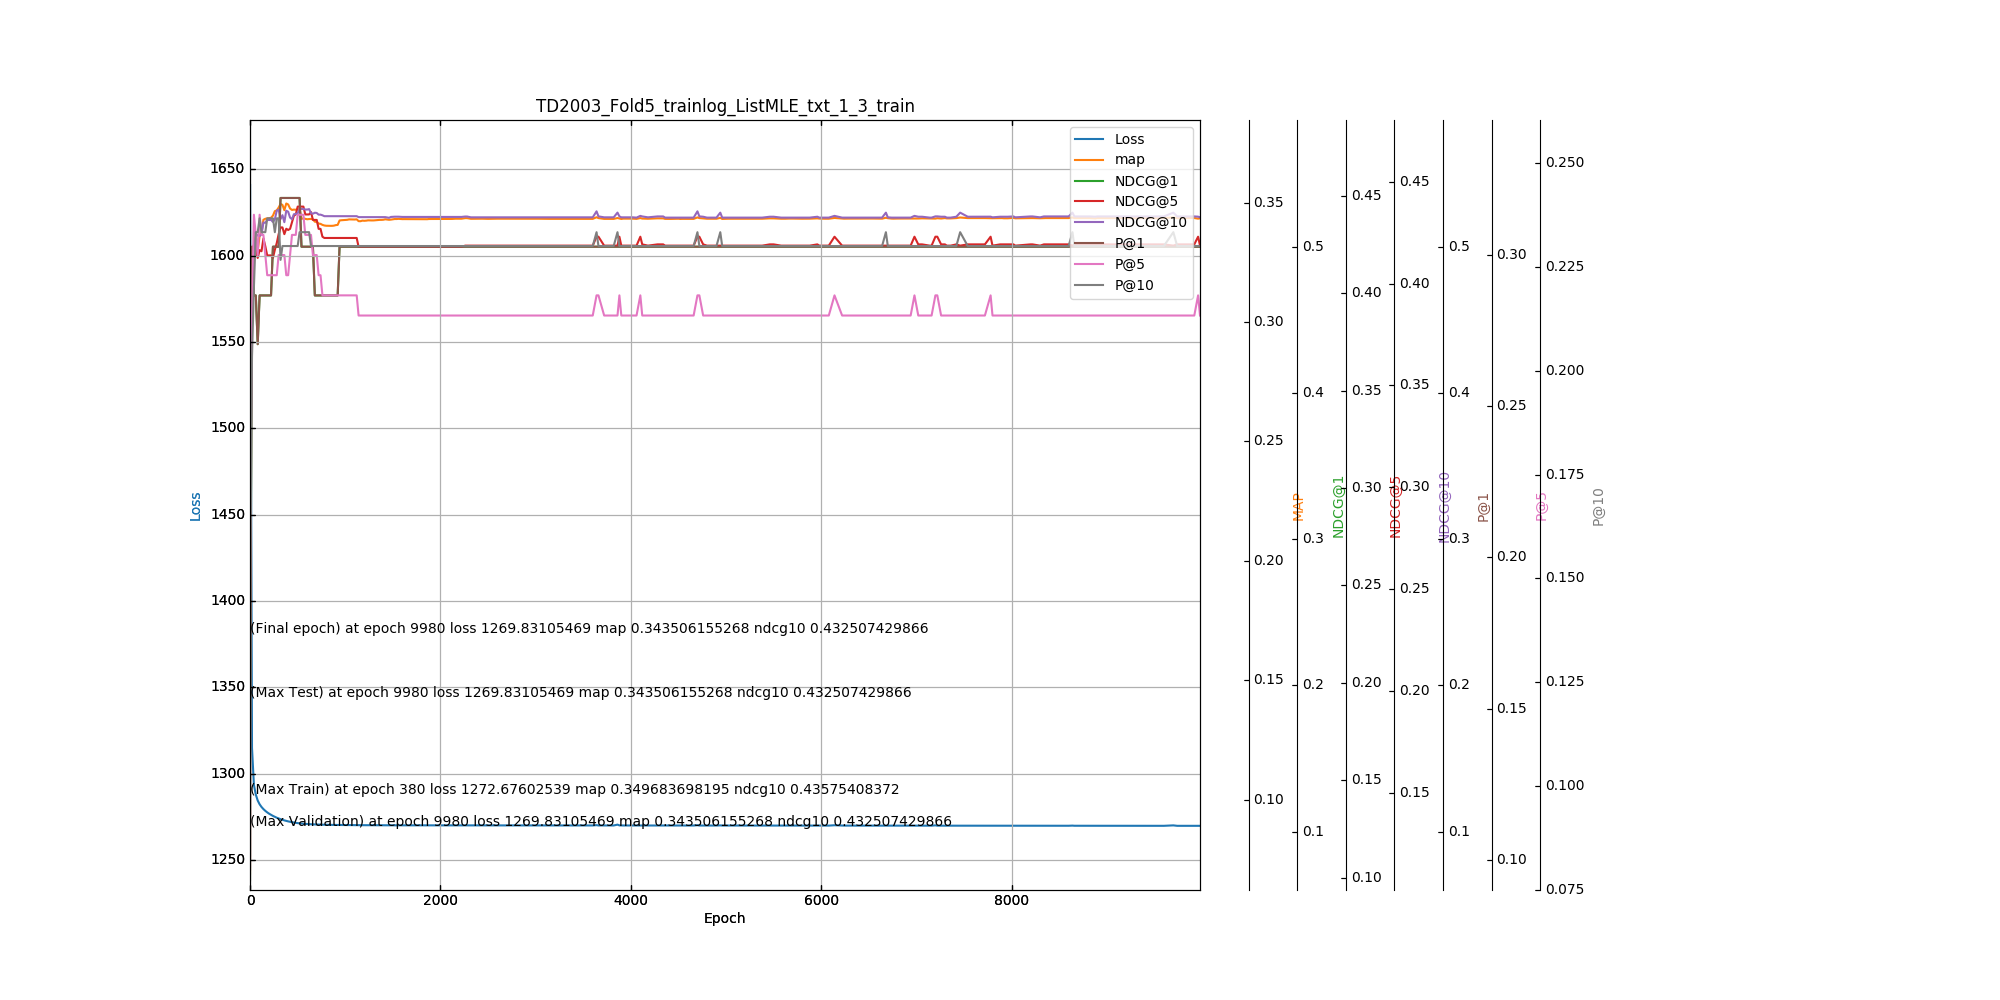 TD2003_Fold5_trainlog_ListMLE_txt_1_3_train
Loss
map
NDCG@1
NDCG@5
NDCG@10
P@1
P@5
P@10
1650
1600
1550
1500
1450
1400
1350
1300
1250
Loss
(Final epoch) at epoch 9980 loss 1269.83105469 map 0.343506155268 ndcg10 0.432507429866
(Max Test) at epoch 9980 loss 1269.83105469 map 0.343506155268 ndcg10 0.432507429866
(Max Train) at epoch 380 loss 1272.67602539 map 0.349683698195 ndcg10 0.43575408372
(Max Validation) at epoch 9980 loss 1269.83105469 map 0.343506155268 ndcg10 0.432507429866
0 2000 4000 6000 8000
Epoch
0.35
0.30
0.25
0.20
0.15
0.10
MAP
0.5
0.4
0.3
0.2
0.1
NDCG@1
0.45
0.40
0.35
0.30
0.25
0.20
0.15
0.10
NDCG@5
0.45
0.40
0.35
0.30
0.25
0.20
0.15
NDCG@10
0.5
0.4
0.3
0.2
0.1
P@1
0.30
0.25
0.20
0.15
0.10
P@5
0.250
0.225
0.200
0.175
0.150
0.125
0.100
0.075
P@10